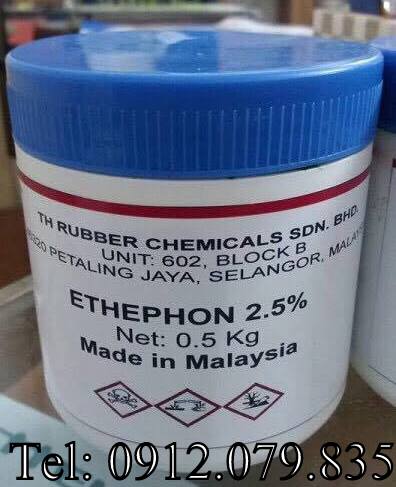 TH RUBBER CHEMICALS SDN. BHD.
UNIT: 602, BLOCK B
PETALING JAYA, SELANGOR,
ETHEPHON 2.5%
Net: 0.5 Kg
Made in Malaysia
Tel: 0912.079.835